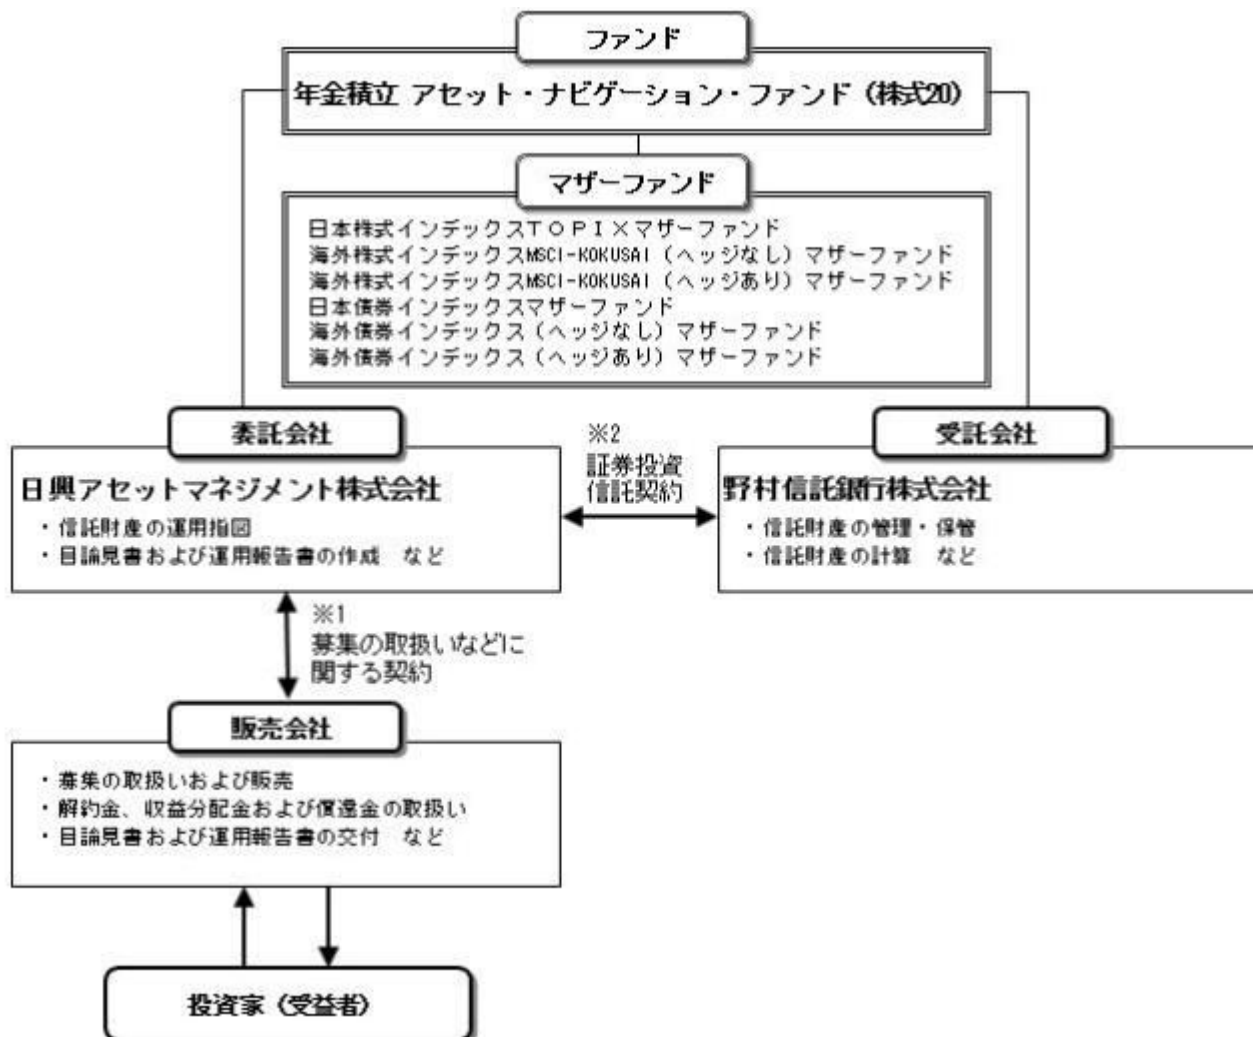 ファンド
年金積立 アセット・ナビゲーション・ファンド（株式20）
マザーファンド
日本株式インデックスＴＯＰＩＸマザーファンド
海外株式インデックスMSCI-KOKUSAI（ヘッジなし）マザーファンド
海外株式インデックスMSCI-KOKUSAI（ヘッジあり）マザーファンド
日本債券インデックスマザーファンド
海外債券インデックス（ヘッジなし）マザーファンド
海外債券インデックス（ヘッジあり）マザーファンド
委託会社
日興アセットマネジメント株式会社
・信託財産の運用指図
・目論見書および運用報告書の作成　など
※2
証券投資
信託契約
受託会社
野村信託銀行株式会社
・信託財産の管理・保管
・信託財産の計算　など
※1
募集の取扱いなどに
関する契約
販売会社
・募集の取扱いおよび販売
・解約金、収益分配金および償還金の取扱い
・目論見書および運用報告書の交付　など
投資家（受益者）